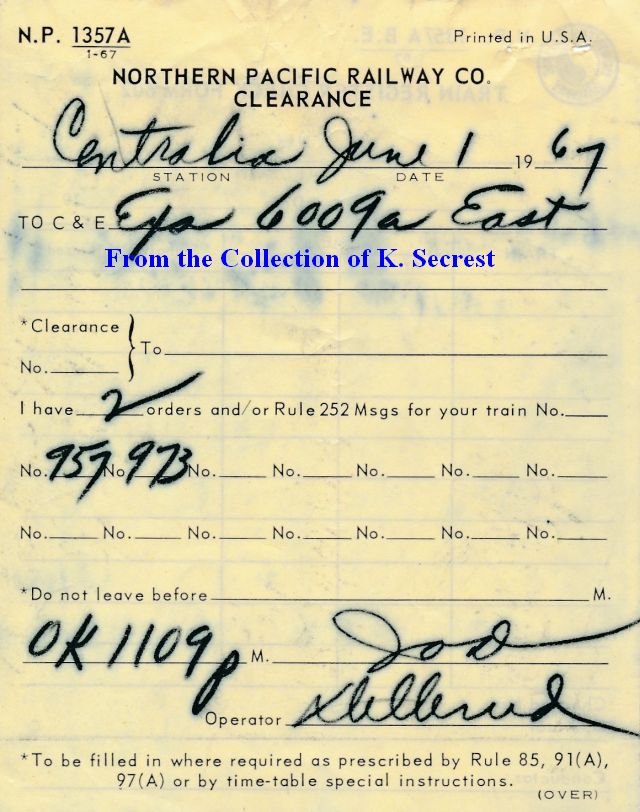 N.P. 1357A Printed in U.S.A.
1-67
NORTHERN PACIFIC RAILWAY CO.
CLEARANCE
Centralia June 1 1967
STATION DATE
TO C & E Exa 6009a East
From the Collection of K. Secrest
*Clearance
No. To
I have 2 orders and/or Rule 252 Msgs for your train No.
No. 957 No. 973 No. No. No. No. No.
No. No. No. No. No. No. No.
*Do not leave before M.
OK 1109p M. JoD
Operator
*To be filled in where required as prescribed by Rule 85, 91(A),
97(A) or by time-table special instructions.
(OVER)